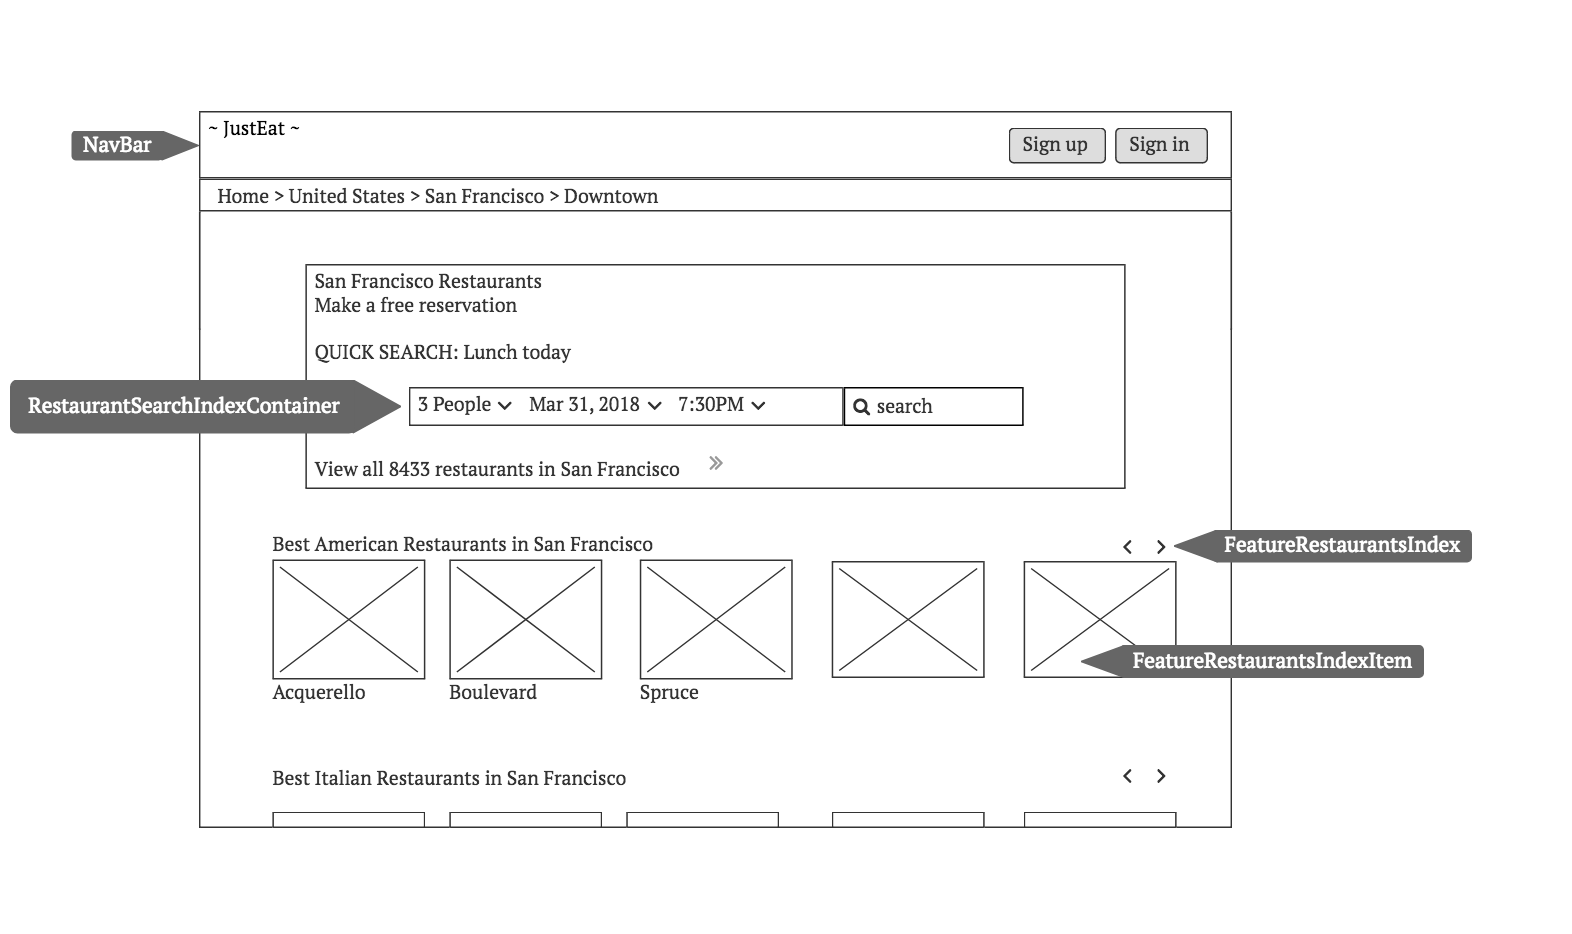 ~ JustEat ~
NavBar
Sign up
Sign in
Home > United States > San Francisco > Downtown
San Francisco Restaurants
Make a free reservation
QUICK SEARCH: Lunch today
RestaurantSearchIndexContainer
3 People
Mar 31, 2018
7:30PM
search
View all 8433 restaurants in San Francisco
Best American Restaurants in San Francisco
FeatureRestaurantsIndex
FeatureRestaurantsIndexItem
Acquerello
Boulevard
Spruce
Best Italian Restaurants in San Francisco